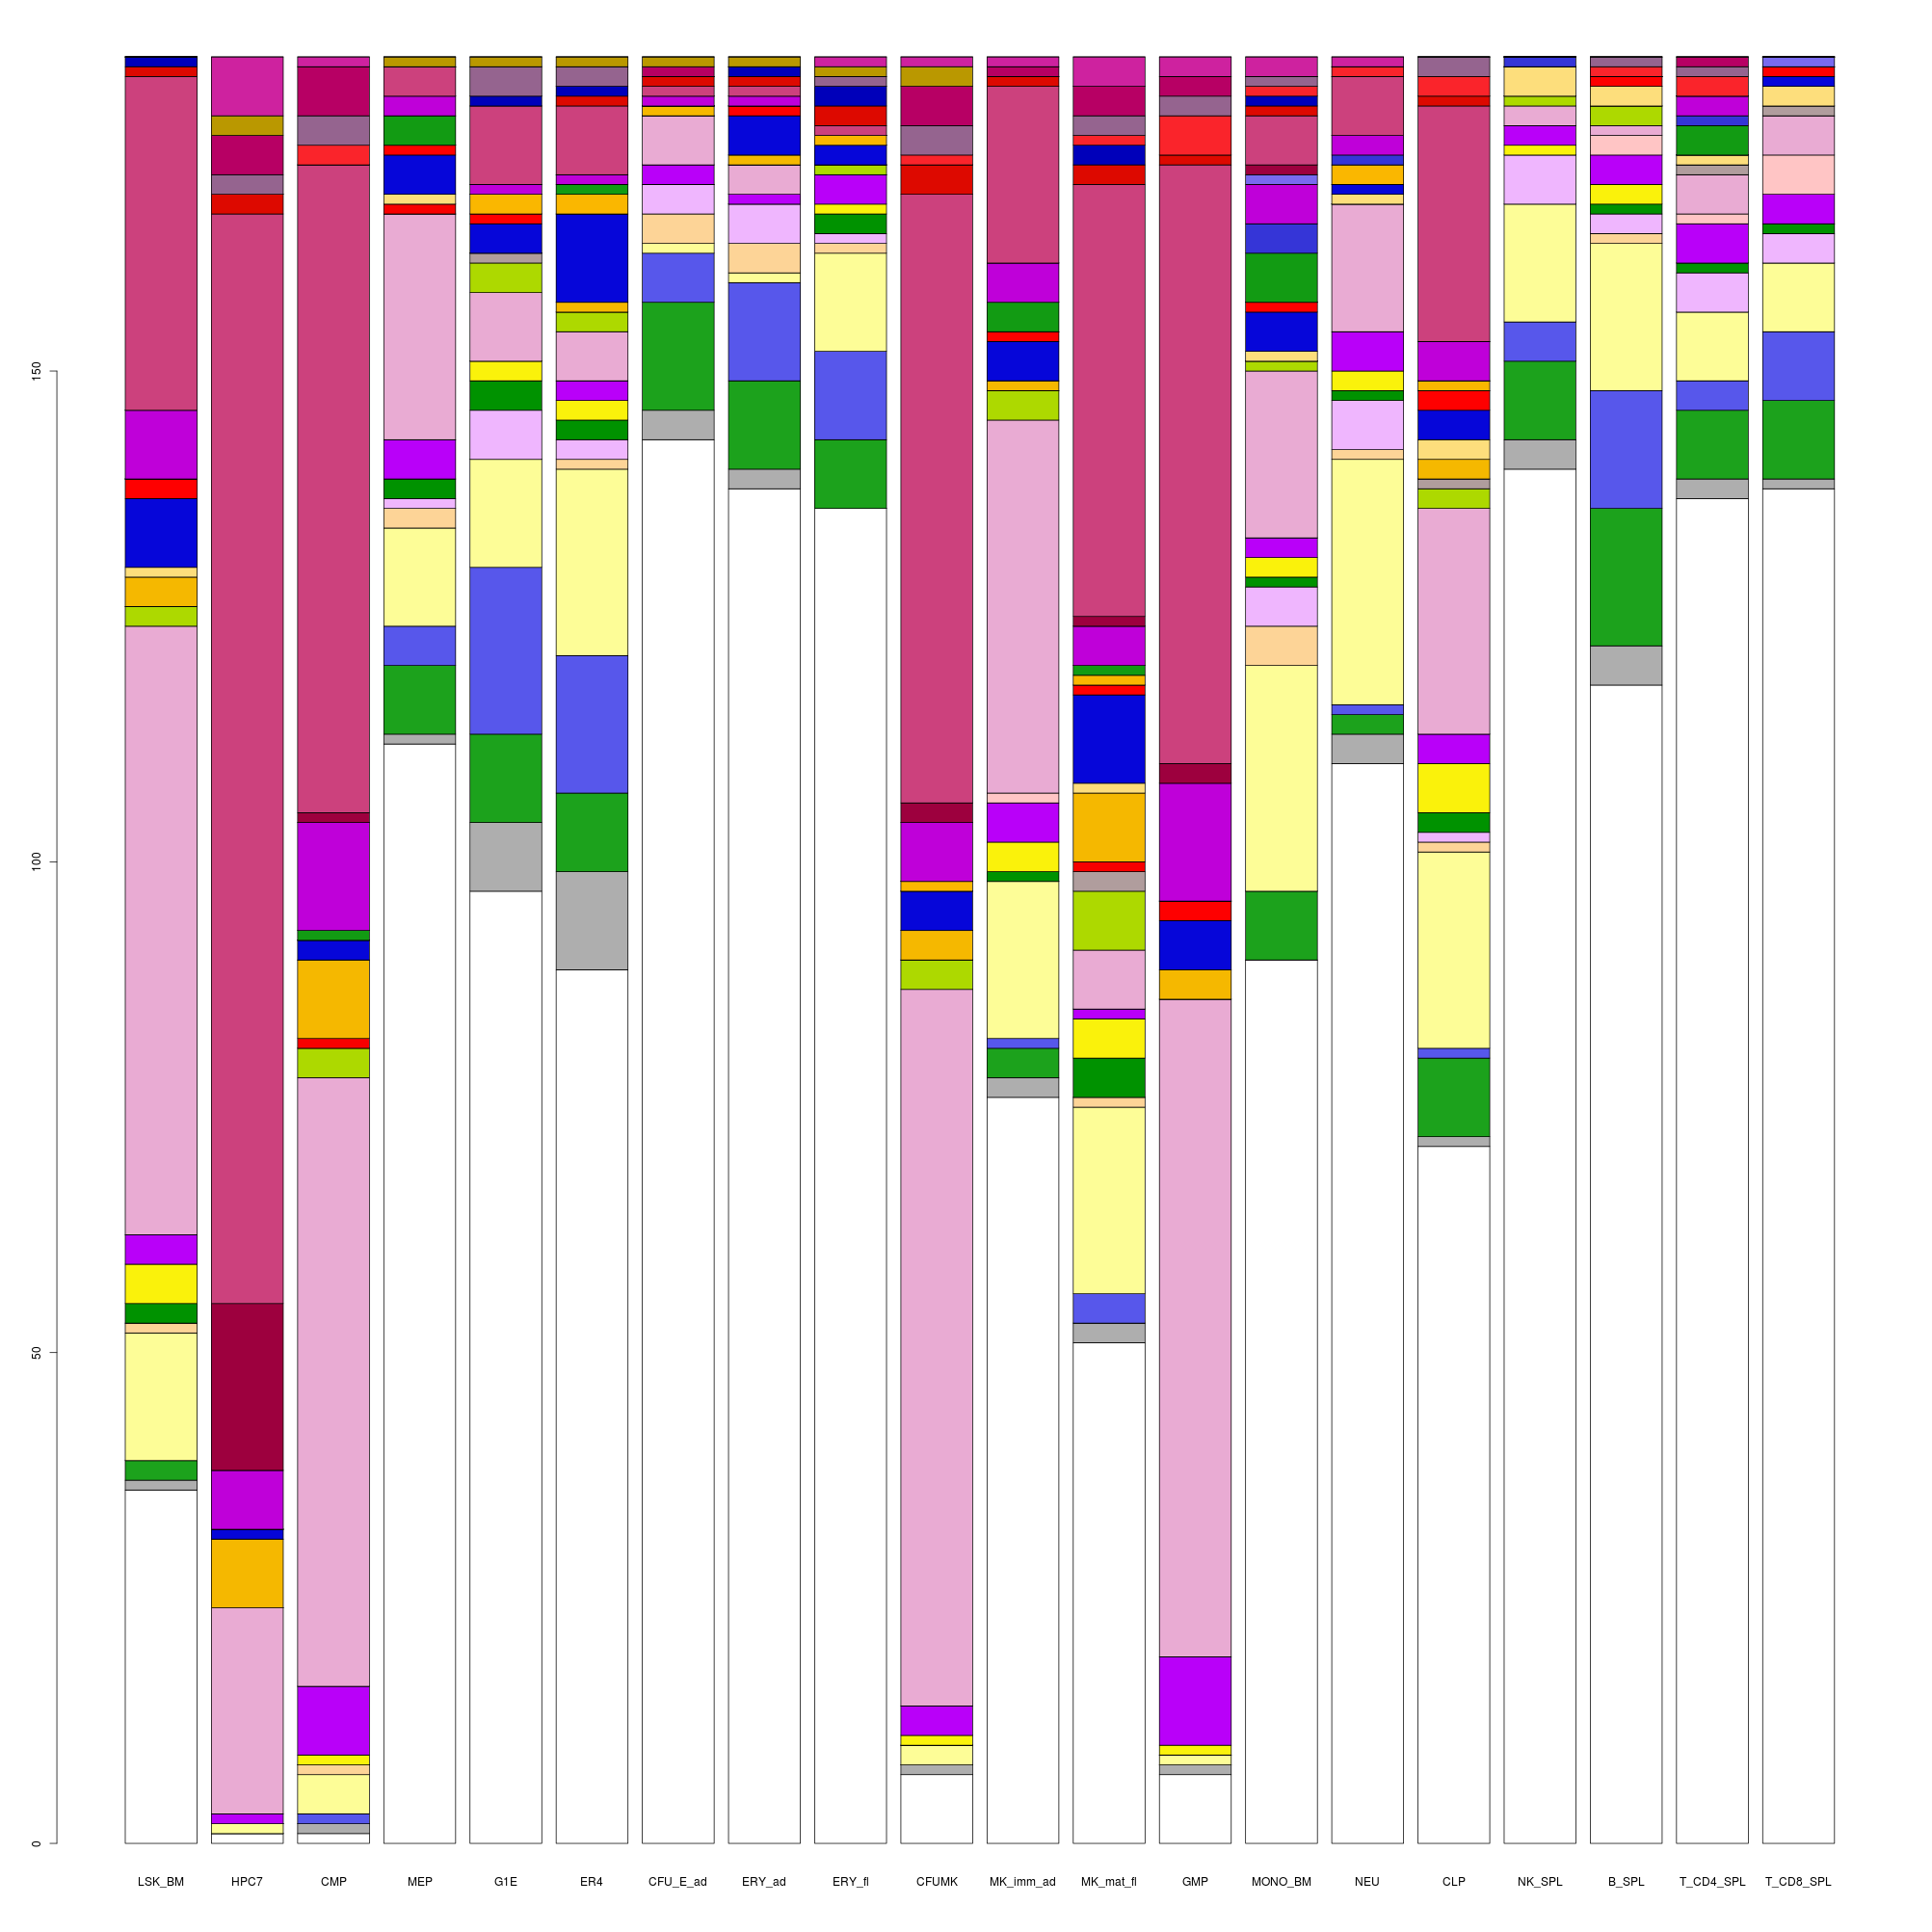 150
100
50
0
LSK_BM HPC7 CMP MEP G1E ER4 CFU_E_ad ERY_ad ERY_fl CFUMK MK_imm_ad MK_mat_fl GMP MONO_BM NEU CLP NK_SPL B_SPL T_CD4_SPL T_CD8_SPL